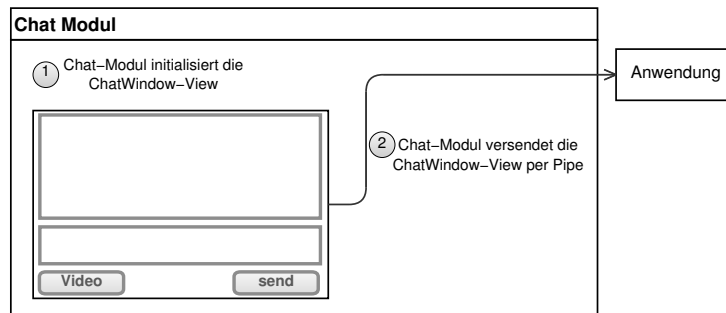 Chat Modul
1
Chat–Modul initialisiert die
ChatWindow–View
Anwendung
2
Chat–Modul versendet die
ChatWindow–View per Pipe
Video
send